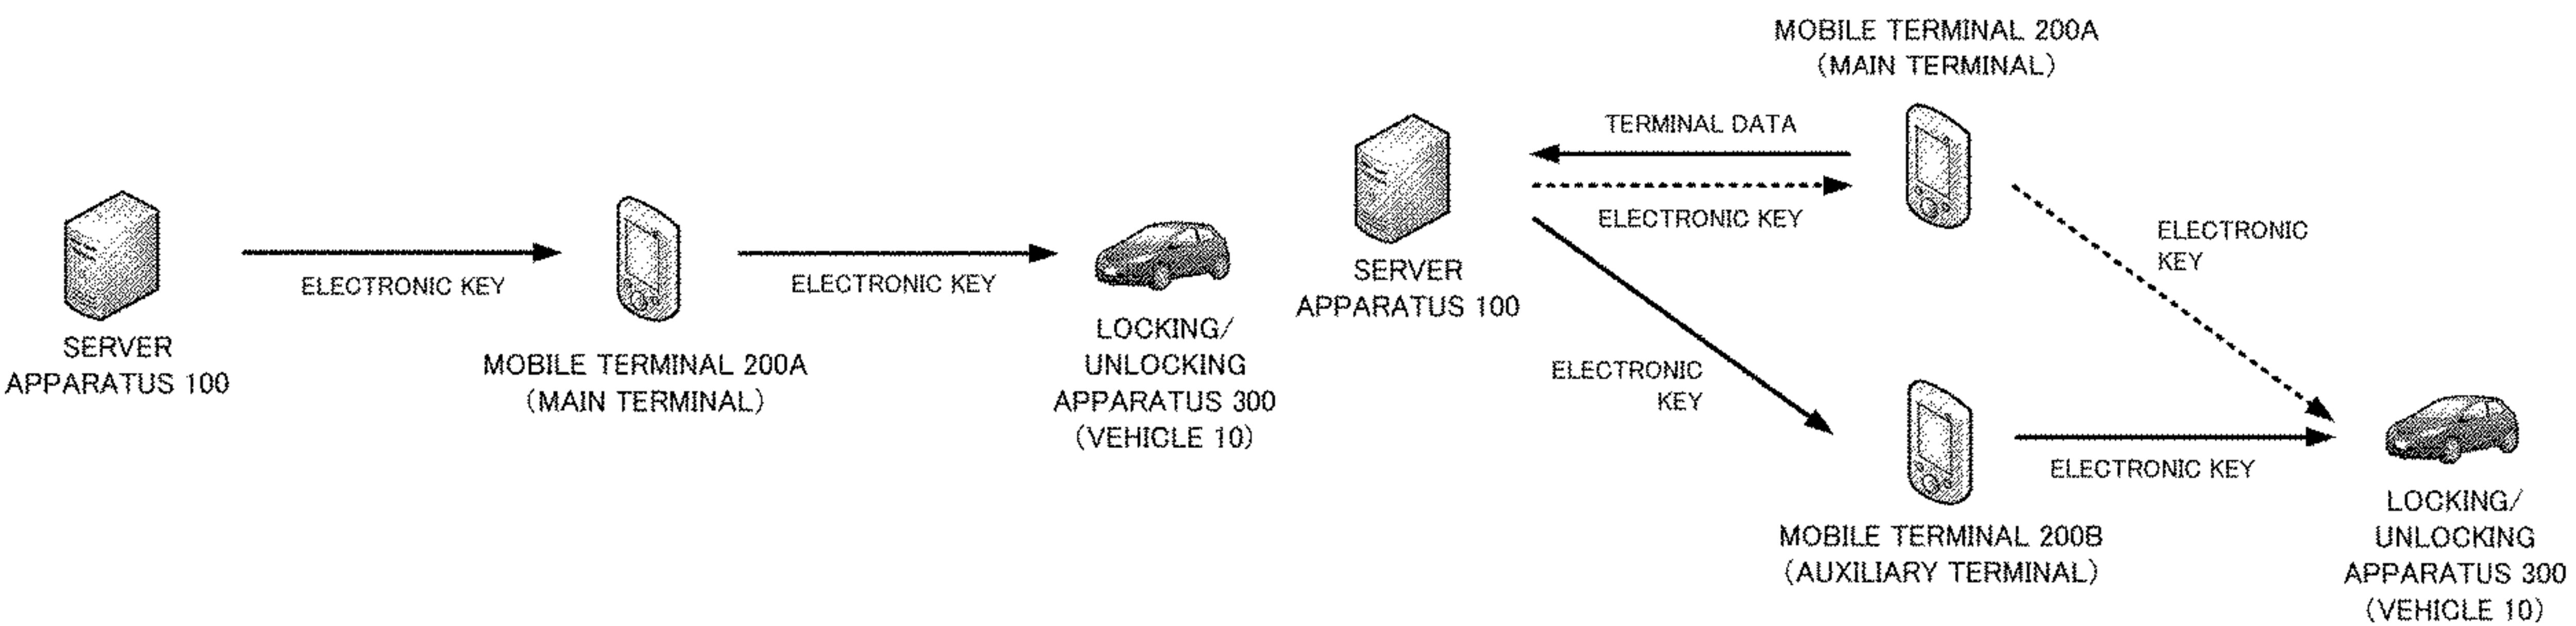 SERVER
APPARATUS 100
ELECTRONIC KEY
MOBILE TERMINAL 200A
(MAIN TERMINAL)
ELECTRONIC KEY
LOCKING/
UNLOCKING
APPARATUS 300
(VEHICLE 10)
MOBILE TERMINAL 200A
(MAIN TERMINAL)
TERMINAL DATA
ELECTRONIC KEY
SERVER
APPARATUS 100
ELECTRONIC
KEY
ELECTRONIC
KEY
MOBILE TERMINAL 200B
(AUXILIARY TERMINAL)
ELECTRONIC KEY
LOCKING/
UNLOCKING
APPARATUS 300
(VEHICLE 10)